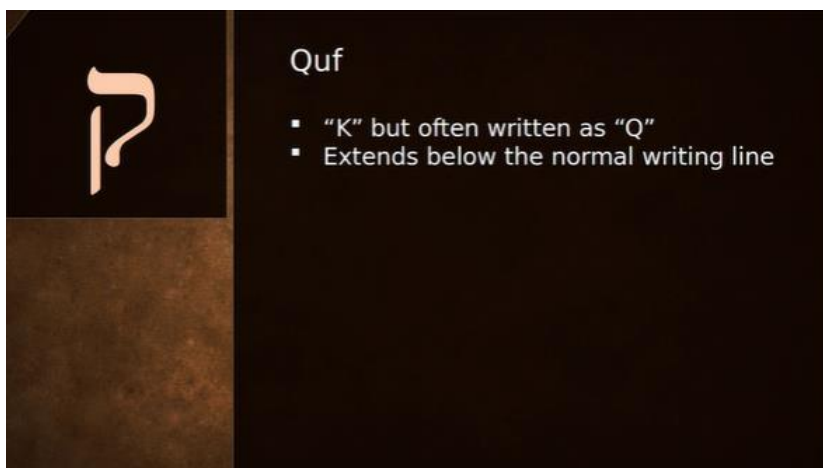 ק
Quf
▪ “K” but often written as “Q”
▪ Extends below the normal writing line